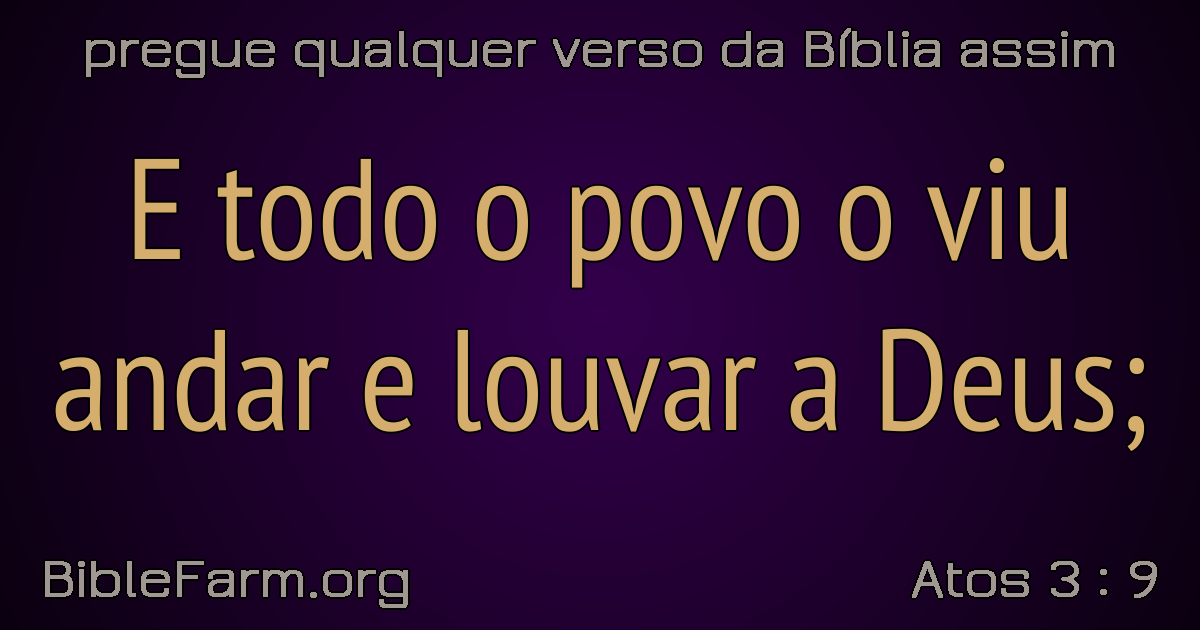 pregue qualquer verso da Bíblia assim
E todo o povo o viu
andar e louvar a Deus;
BibleFarm.org
Atos 3 : 9